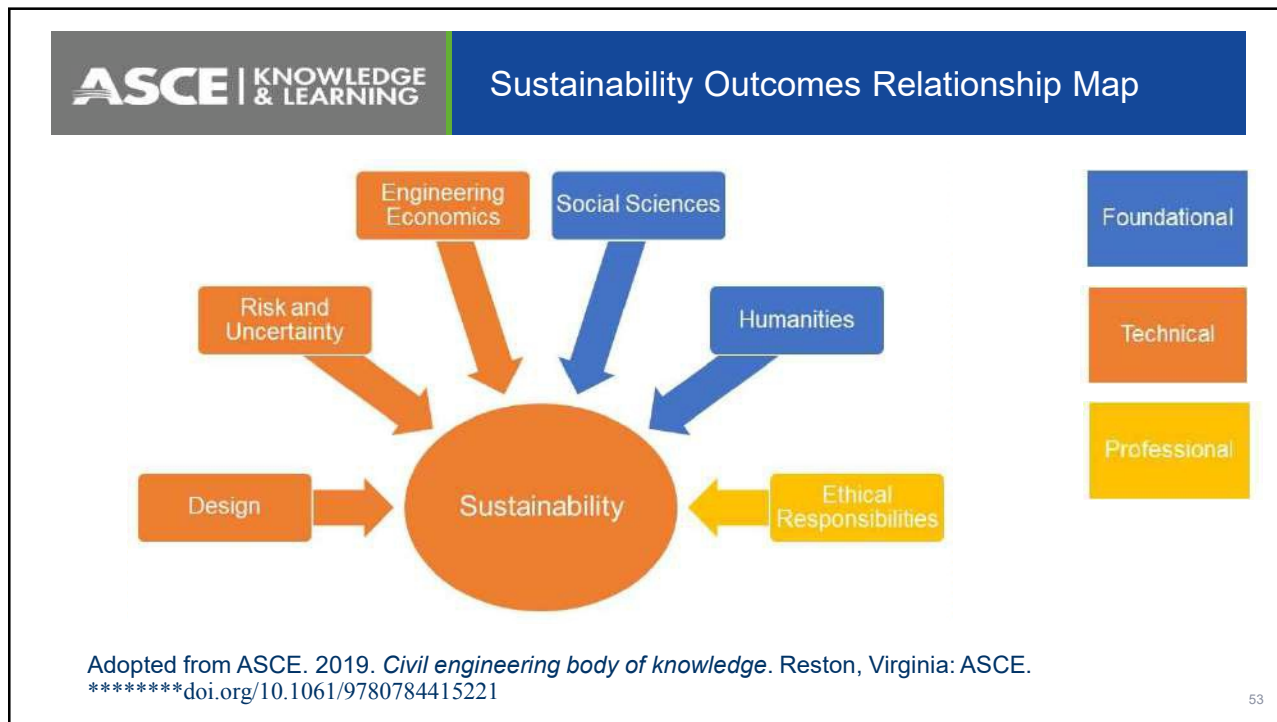 ASCE | KNOWLEDGE
& LEARNING
Sustainability Outcomes Relationship Map
Engineering
Economics
Social Sciences
Foundational
Risk and
Uncertainty
Humanities
Technical
Professional
Design
Sustainability
Ethical
Responsibilities
Adopted from ASCE. 2019. Civil engineering body of knowledge. Reston, Virginia: ASCE.
********doi.org/10.1061/9780784415221
53